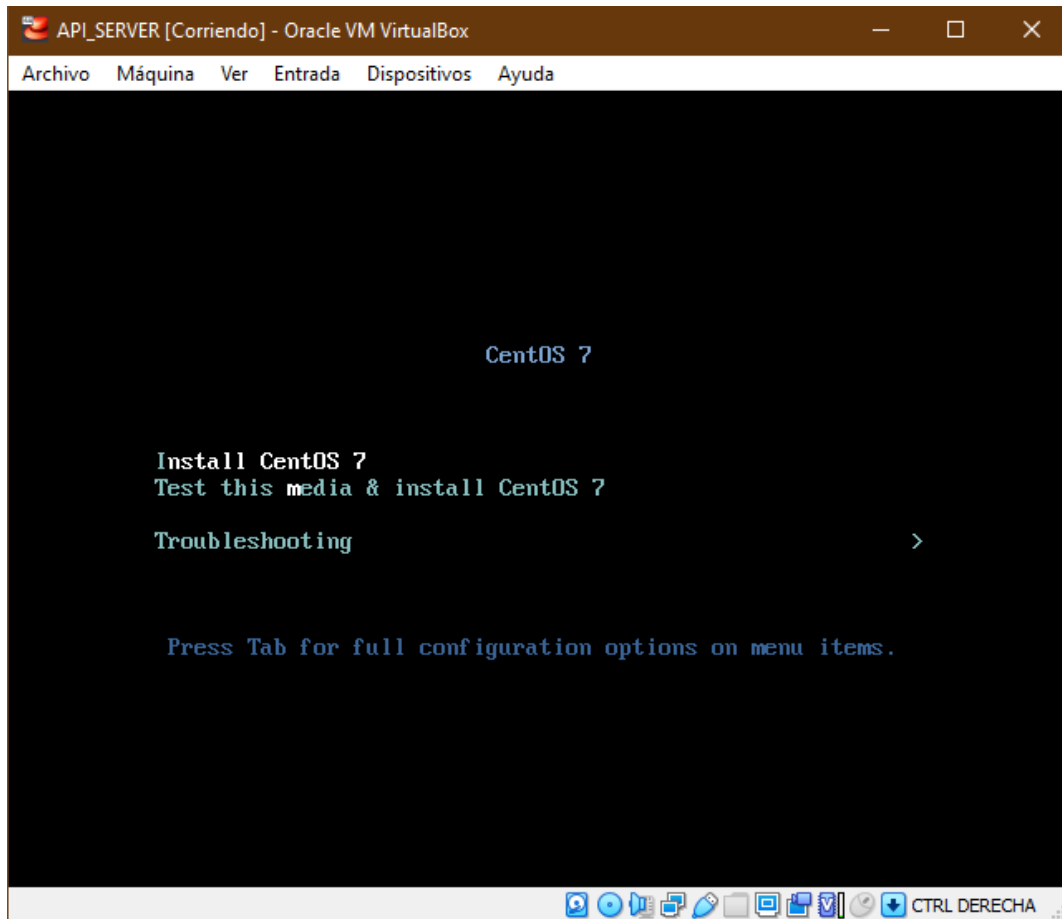 API_SERVER [Corriendo] - Oracle VM VirtualBox
Archivo Máquina Ver Entrada Dispositivos Ayuda
CentOS 7
Install CentOS 7
Test this media & install CentOS 7
Troubleshooting >
Press Tab for full configuration options on menu items.
CTRL DERECHA